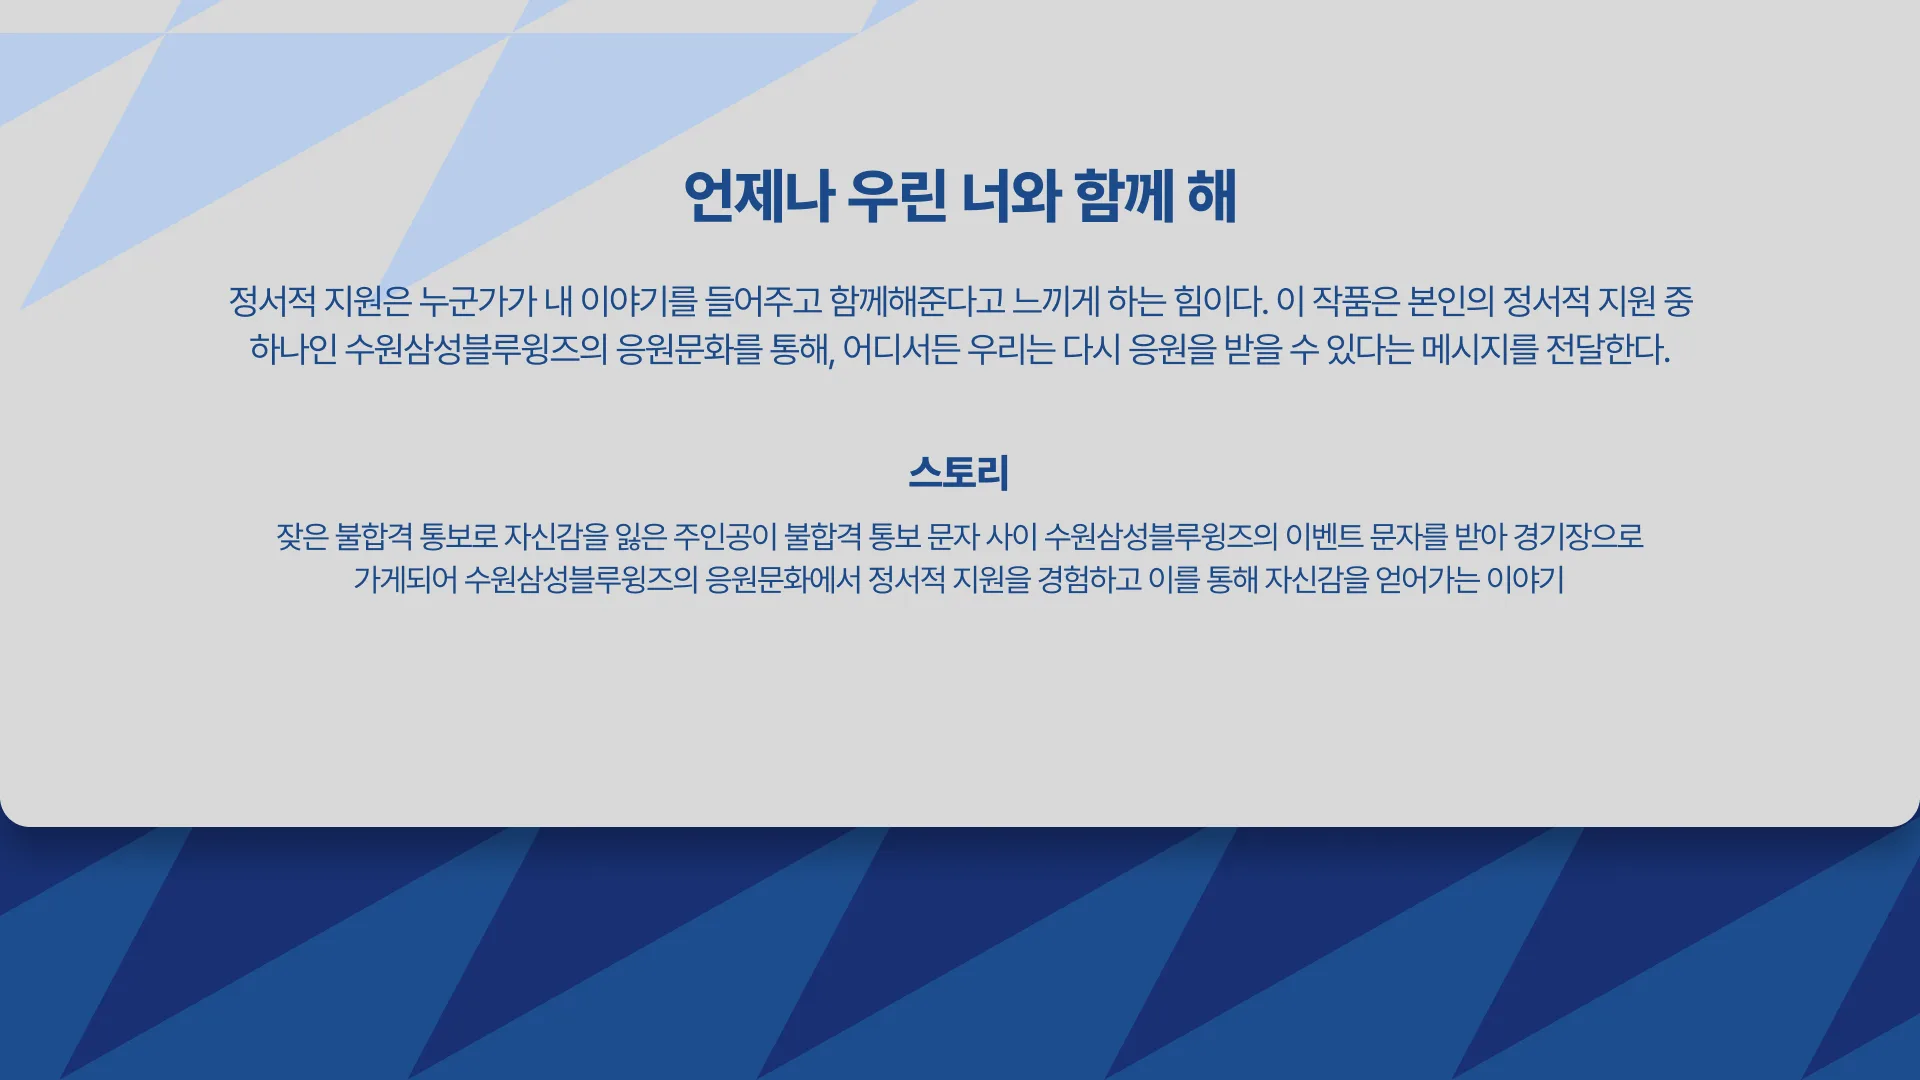 언제나 우린 너와 함께 해
정서적 지원은 누군가가 내 이야기를 들어주고 함께해준다고 느끼게 하는 힘이다. 이 작품은 본인의 정서적 지원 중
하나인 수원삼성블루윙즈의 응원문화를 통해, 어디서든 우리는 다시 응원을 받을 수 있다는 메시지를 전달한다.
스토리
잦은 불합격 통보로 자신감을 잃은 주인공이 불합격 통보 문자 사이 수원삼성블루윙즈의 이벤트 문자를 받아 경기장으로
가게되어 수원삼성블루윙즈의 응원문화에서 정서적 지원을 경험하고 이를 통해 자신감을 얻어가는 이야기